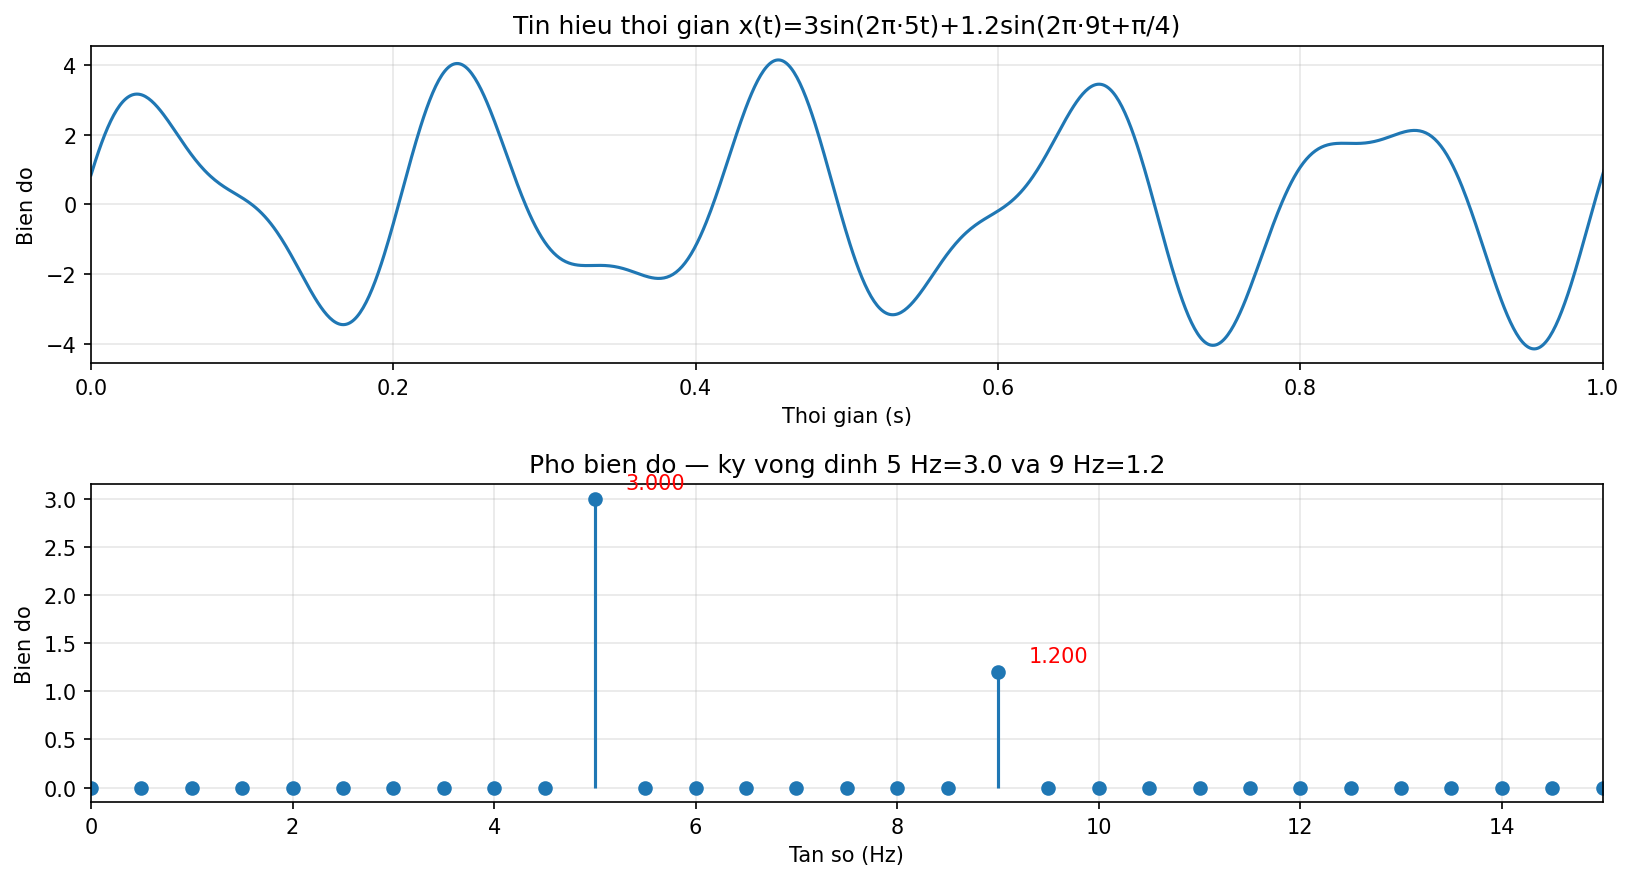 Tin hieu thoi gian x(t)=3sin(2π·5t)+1.2sin(2π·9t+π/4)
4
2
0
−2
−4
Bien do
0.0 0.2 0.4 0.6 0.8 1.0
Thoi gian (s)
Pho bien do — ky vong dinh 5 Hz=3.0 va 9 Hz=1.2
3.000
1.200
3.0
2.5
2.0
1.5
1.0
0.5
0.0
Bien do
0 2 4 6 8 10 12 14
Tan so (Hz)